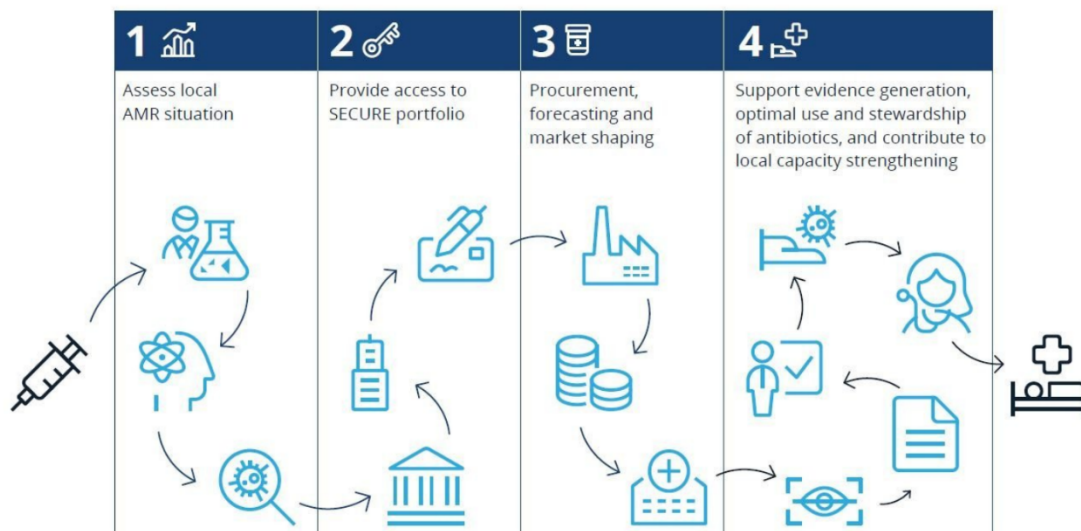 1
Assess local
AMR situation
2
Provide access to
SECURE portfolio
3
Procurement,
forecasting and
market shaping
4
Support evidence generation,
optimal use and stewardship
of antibiotics, and contribute to
local capacity strengthening